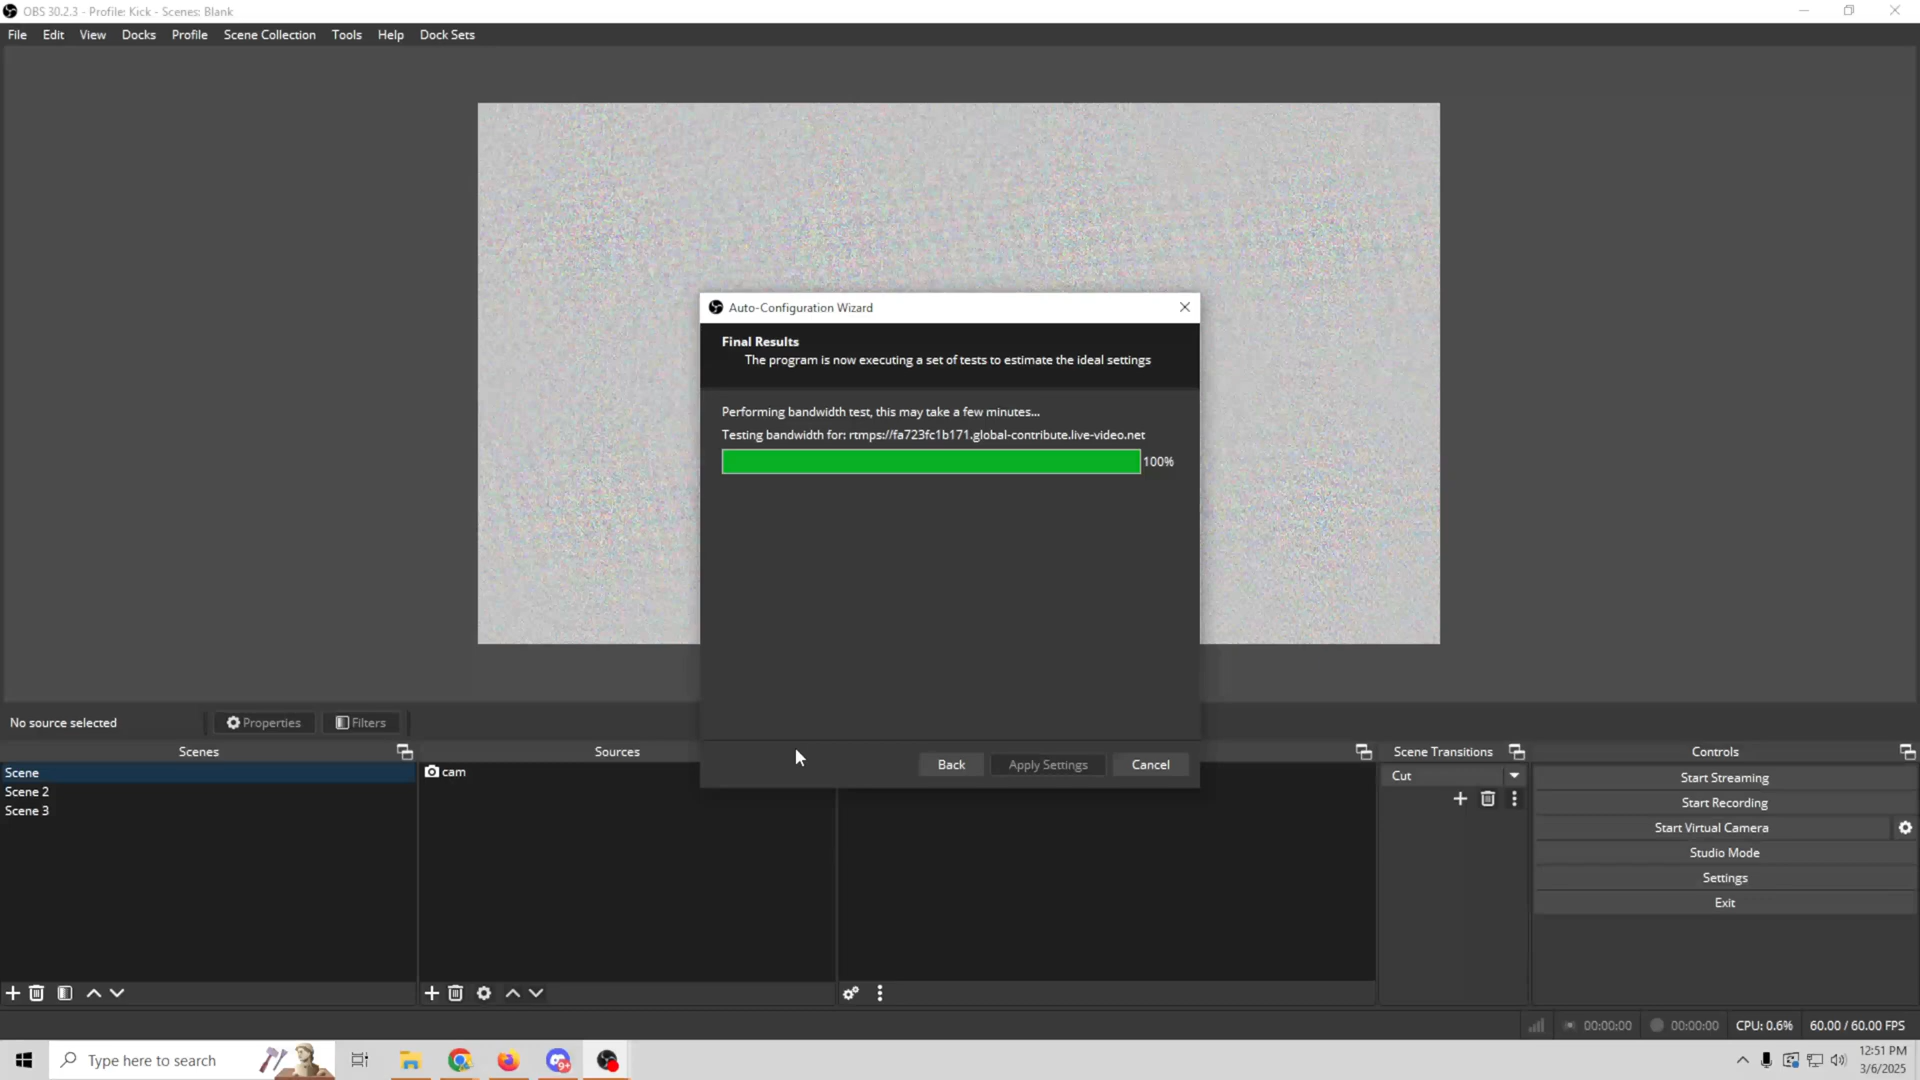 OBS 30.2.3 - Profile: Kick - Scenes: Blank
File Edit View Docks Profile Scene Collection Tools Help Dock Sets
Auto-Configuration Wizard
Final Results
The program is now executing a set of tests to estimate the ideal settings
Performing bandwidth test, this may take a few minutes...
Testing bandwidth for: rtmps://fa723fc1b171.global-contribute.live-video.net
100%
Back Apply Settings Cancel
No source selected Properties Filters
Scenes Sources Scene Transitions Controls
Scene
Scene 2
Scene 3
cam
Cut
Start Streaming
Start Recording
Start Virtual Camera
Studio Mode
Settings
Exit
00:00:00 00:00:00 CPU: 0.6% 60.00 / 60.00 FPS
Type here to search
9+
12:51 PM
3/6/2025